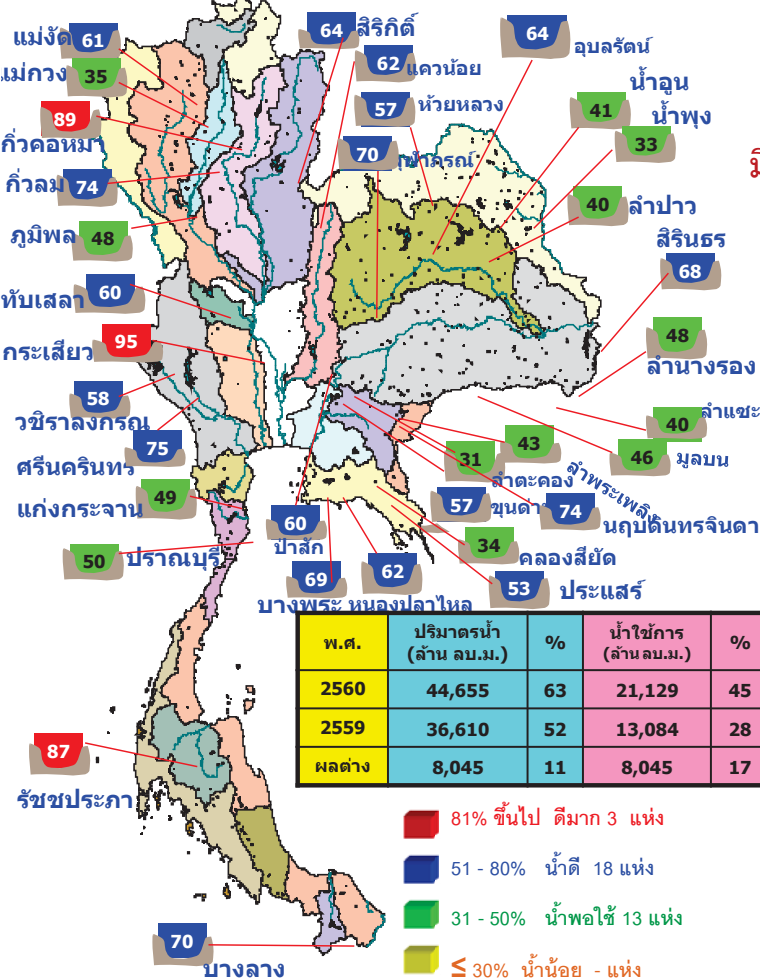 แม่งัด 61
แม่กวง 35
89
กิ่วคอหมา
กิ่วลม 74
ภูมิพล 48
ทับเสลา 60
กระเสียว 95
58
วชิราลงกรณ
75
ศรีนครินทร์
แก่งกระจาน 49
50 ปราณบุรี
64 สิริกิติ์
62 แควน้อย
57 ห้วยหลวง
70
64 อุบลรัตน์
น้ำอูน
41 น้ำพุง
33
40 ลำปาว
สิรินธร
68
48
ลำนางรอง
40 ลำแซะ
46 มูลบน
43
31
ลำตะคอง
ลำพระเพลิง
57 ขุนด่าน
74 นฤบดินทรจินดา
60
ป่าสัก
34 คลองสียัด
69
บางพระ
62
หนองปลาไหล
53 ประแสร์
พ.ศ. ปริมาตรน้ำ (ล้าน ลบ.ม.) % น้ำใช้การ (ล้าน ลบ.ม.) %
2560 44,655 63 21,129 45
2559 36,610 52 13,084 28
ผลต่าง 8,045 11 8,045 17
87
รัชชประภา
70
บางลาง
81% ขึ้นไป ดีมาก 3 แห่ง
51 - 80% น้ำดี 18 แห่ง
31 - 50% น้ำพอใช้ 13 แห่ง
≤ 30% น้ำน้อย - แห่ง